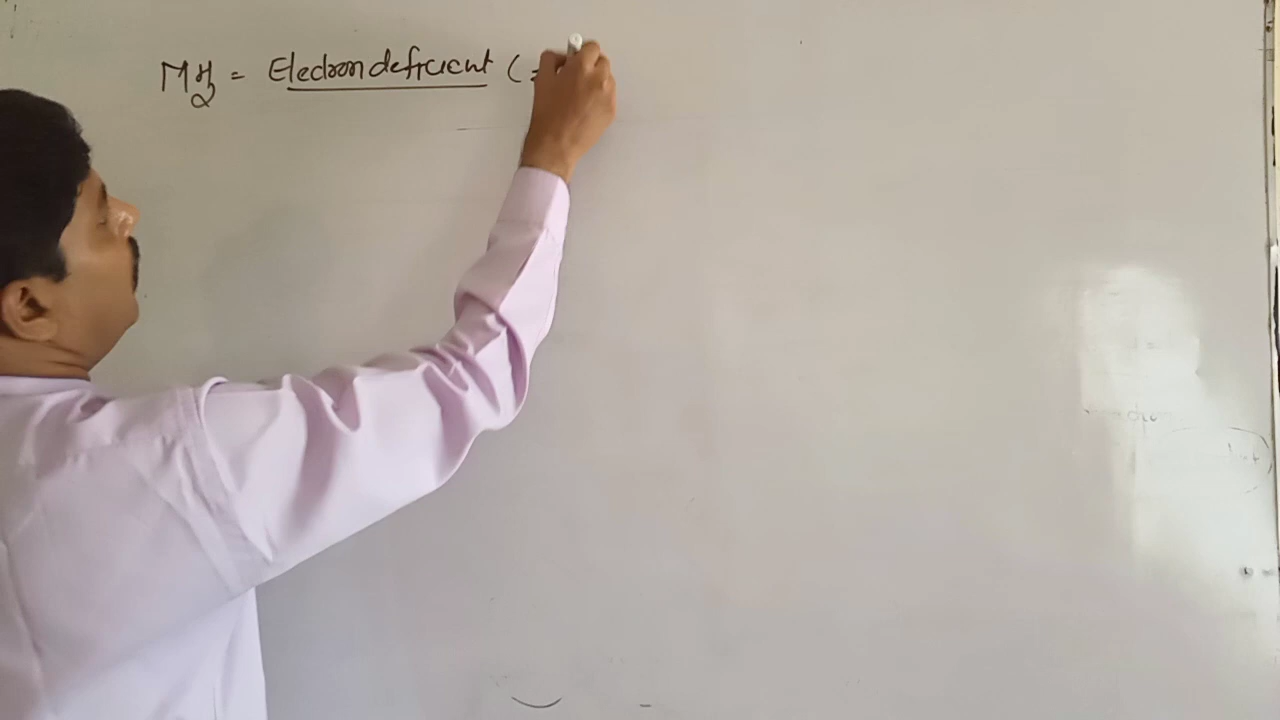 MH₂ = Electron deficient (=